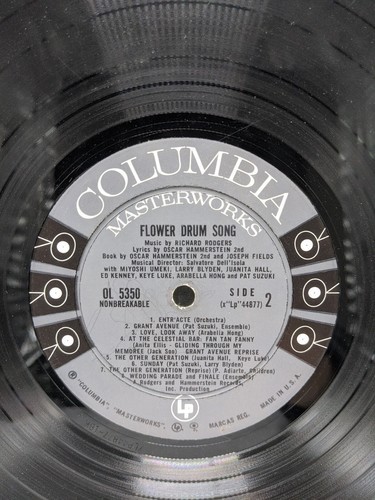 COLUMBIA
MASTERWORKS
FLOWER DRUM SONG
Music by RICHARD RODGERS
Lyrics by OSCAR HAMMERSTEIN 2nd
Book by OSCAR HAMMERSTEIN 2nd and JOSEPH FIELDS
Musical Director: Salvatore Dell'Isola
with MIYOSHI UMEKI, LARRY BLYDEN, JUANITA HALL,
ED KENNEY, KEYE LUKE, ARABELLA HONG and PAT SUZUKI
OL 5350
NONBREAKABLE
SIDE 2
(x"Lp"44877)
1. ENTR'ACTE (Orchestra)
2. GRANT AVENUE (Pat Suzuki, Ensemble)
3. LOVE, LOOK AWAY (Arabella Hong)
4. AT THE CELESTIAL BAR: FAN TAN FANNY
(Anita Ellis - GLIDING THROUGH MY
MEMOREE (Jack Soo) GRANT AVENUE REPRISE
5. THE OTHER GENERATION (Juanita Hall, Keye Luke)
6. SUNDAY (Pat Suzuki, Larry Blyden)
7. THE OTHER GENERATION (Reprise) (P. Adiarte, Children)
8. WEDDING PARADE and FINALE (Ensemble)
A Rodgers and Hammerstein Records,
Inc. Production
LP
® "COLUMBIA", "MASTERWORKS", MARCAS REG. MADE IN U.S.A.